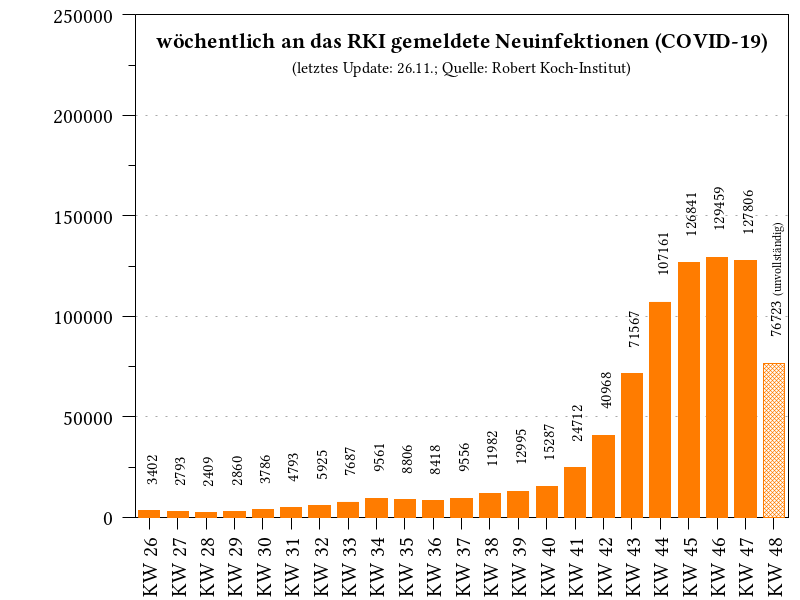 wöchentlich an das RKI gemeldete Neuinfektionen (COVID-19)
(letztes Update: 26.11.; Quelle: Robert Koch-Institut)
250000
200000
150000
100000
50000
0
3402
2793
2409
2860
3786
4793
5925
7687
9561
8806
8418
9556
11982
12995
15287
24712
40968
71567
107161
126841
129459
127806
76723 (unvollständig)
KW 26
KW 27
KW 28
KW 29
KW 30
KW 31
KW 32
KW 33
KW 34
KW 35
KW 36
KW 37
KW 38
KW 39
KW 40
KW 41
KW 42
KW 43
KW 44
KW 45
KW 46
KW 47
KW 48